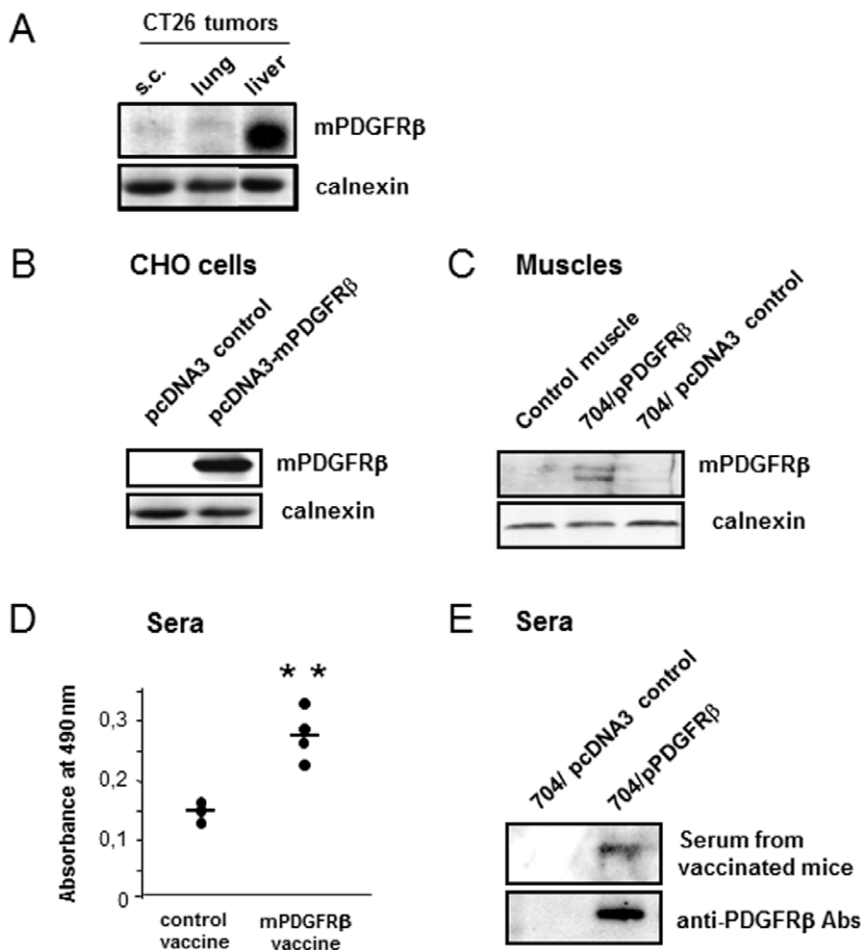 A
CT26 tumors
s.c. lung liver
mPDGFRβ
calnexin
B CHO cells
pcDNA3 control
pcDNA3-mPDGFRβ
mPDGFRβ
calnexin
C Muscles
Control muscle
704/pPDGFRβ
704/ pcDNA3 control
mPDGFRβ
calnexin
D Sera
* *
Absorbance at 490 nm
0,3
0,2
0,1
0
control
vaccine
mPDGFRβ
vaccine
E Sera
704/ pcDNA3 control
704/pPDGFRβ
Serum from
vaccinated mice
anti-PDGFRβ Abs